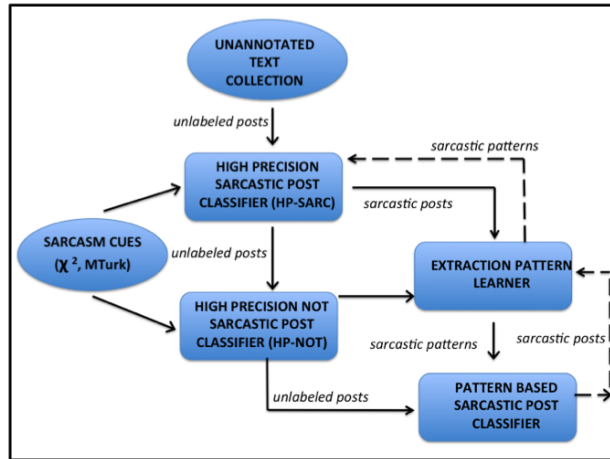 UNANNOTATED
TEXT
COLLECTION
unlabeled posts
sarcastic patterns
HIGH PRECISION
SARCASTIC POST
CLASSIFIER (HP-SARC)
sarcastic posts
SARCASM CUES
(χ², MTurk)
unlabeled posts
EXTRACTION PATTERN
LEARNER
HIGH PRECISION NOT
SARCASTIC POST
CLASSIFIER (HP-NOT)
sarcastic patterns
sarcastic posts
unlabeled posts
PATTERN BASED
SARCASTIC POST
CLASSIFIER